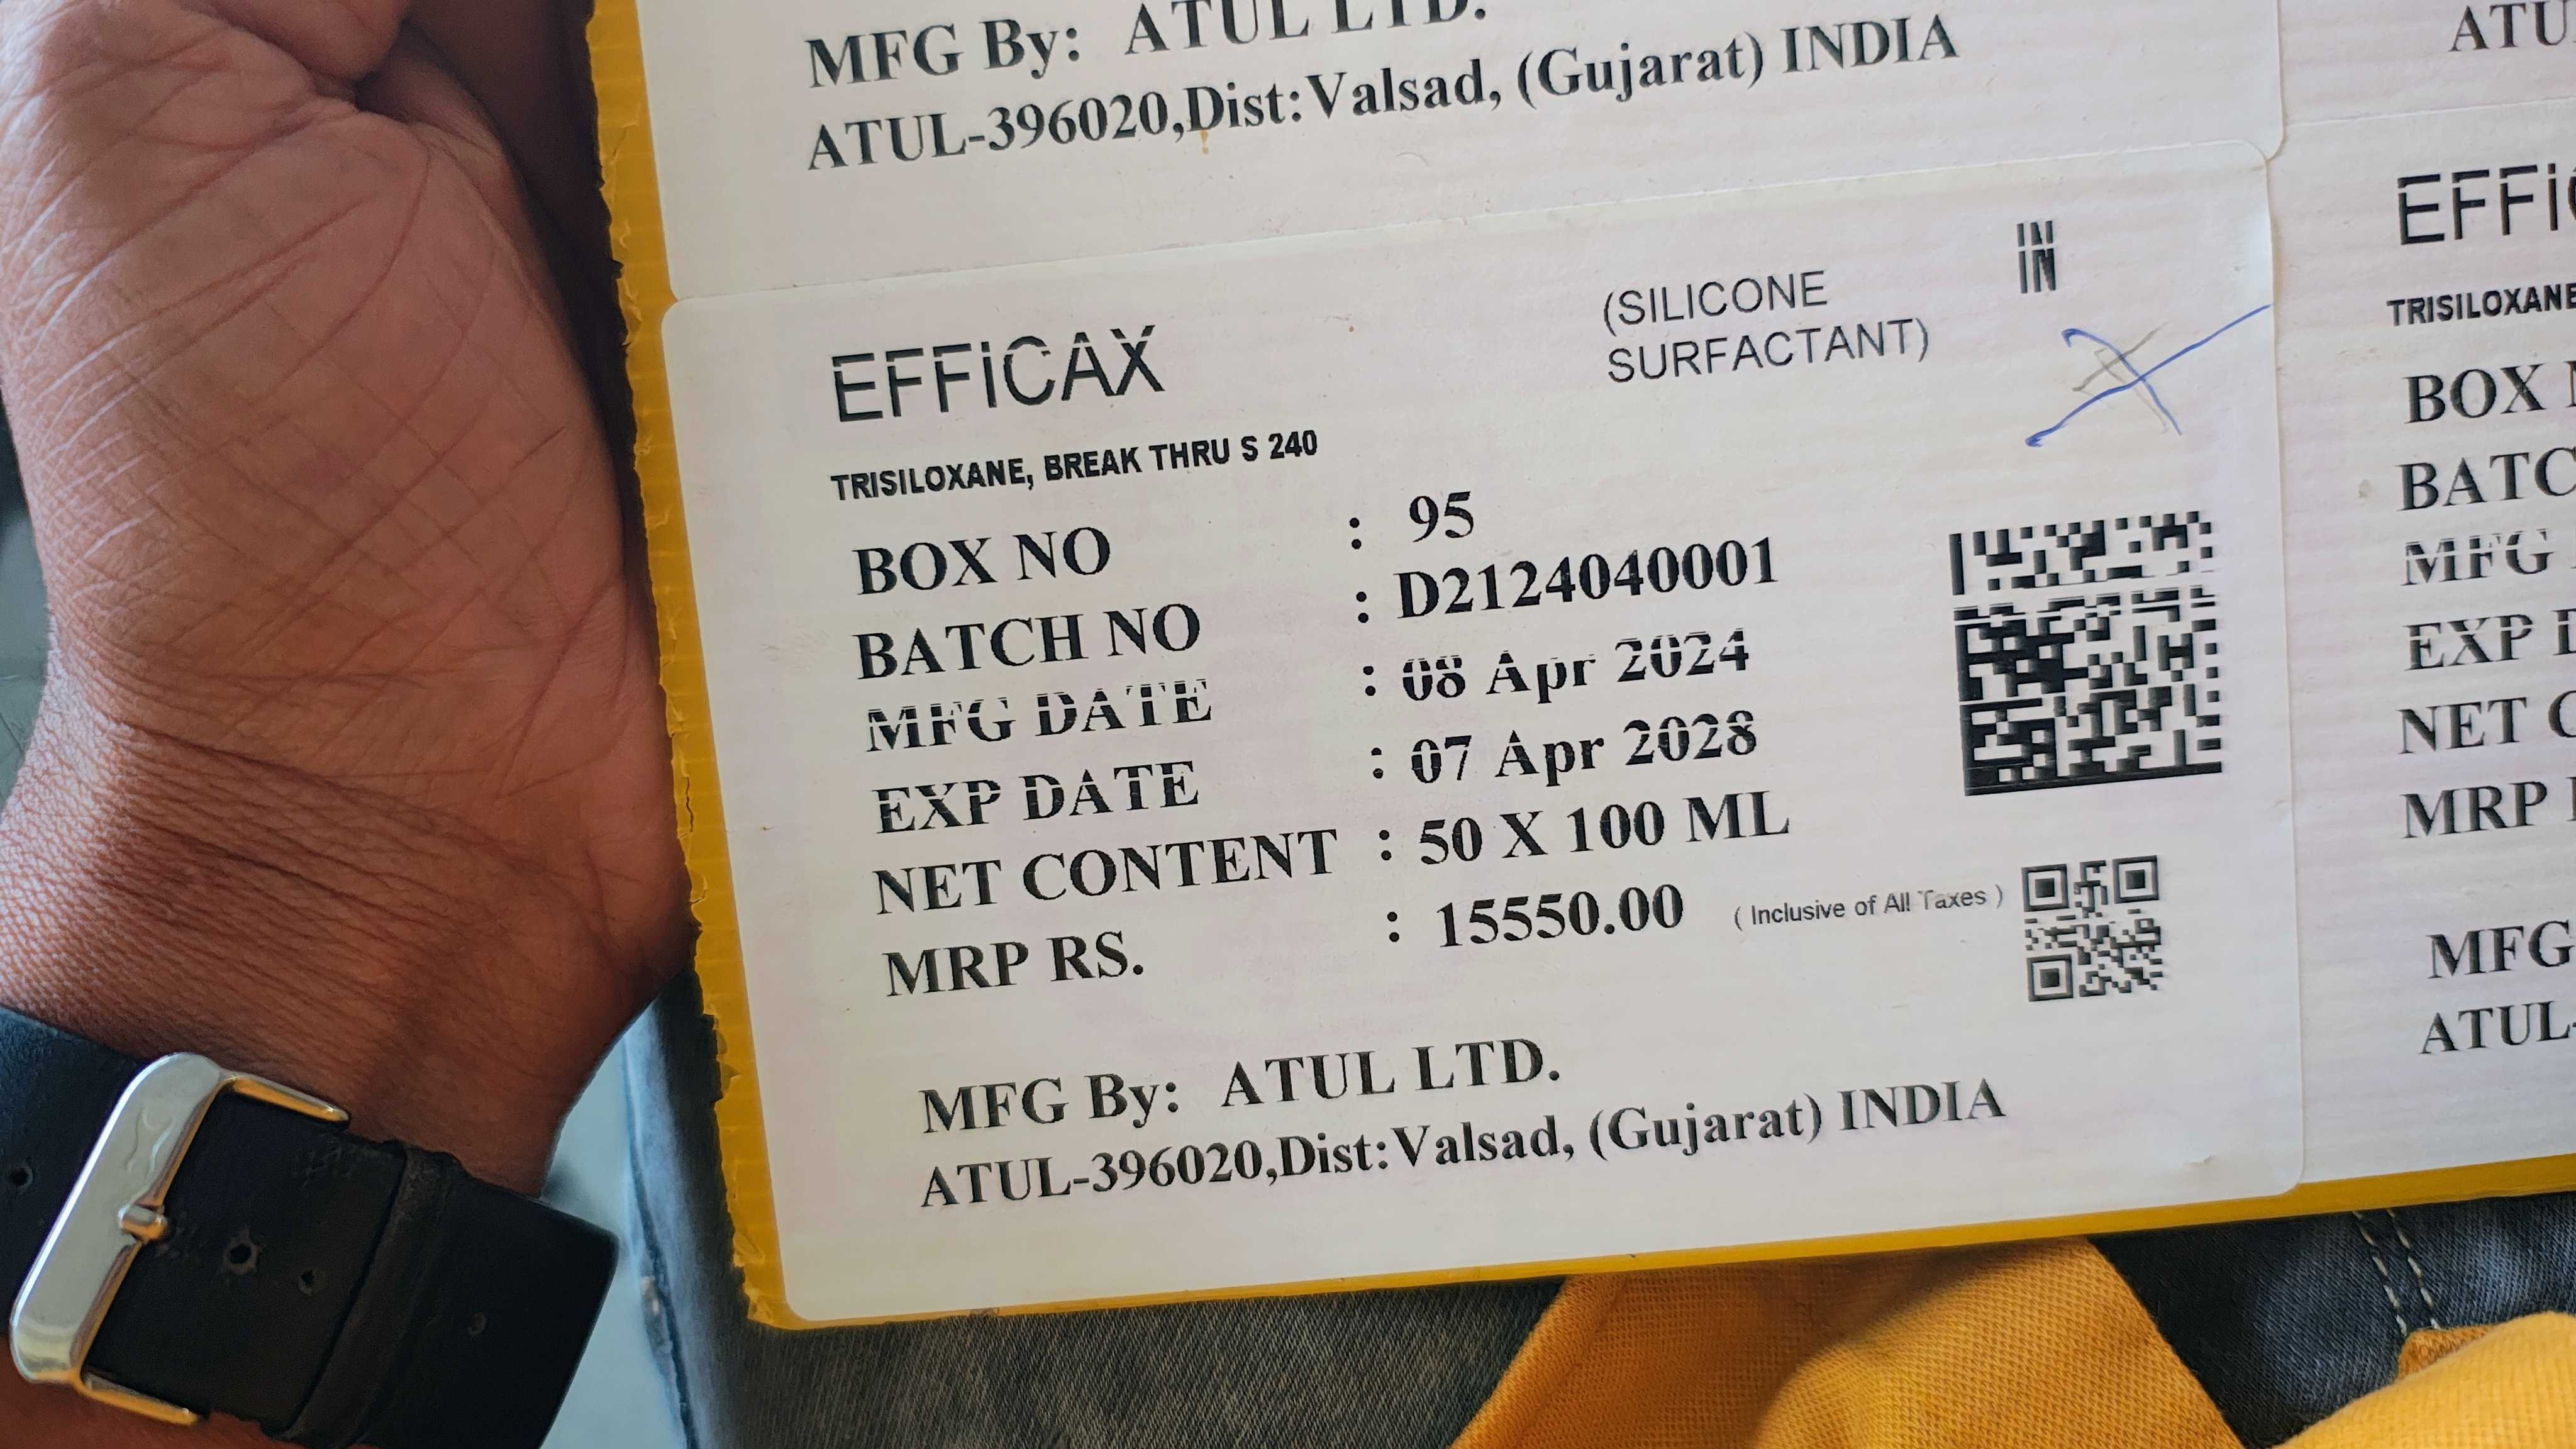 MFG By: ATUL LTD.
ATUL-396020,Dist:Valsad, (Gujarat) INDIA
ATU
EFFiCAX
(SILICONE
SURFACTANT)
IN
IN
TRISILOXANE, BREAK THRU S 240
BOX NO : 95
BATCH NO : D2124040001
MFG DATE : 08 Apr 2024
EXP DATE : 07 Apr 2028
NET CONTENT : 50 X 100 ML
MRP RS. : 15550.00 ( Inclusive of All Taxes )
MFG By: ATUL LTD.
ATUL-396020,Dist:Valsad, (Gujarat) INDIA
EFFi
TRISILOXANE
BOX
BATC
MFG
EXP
NET
MRP
MFG
ATUL-